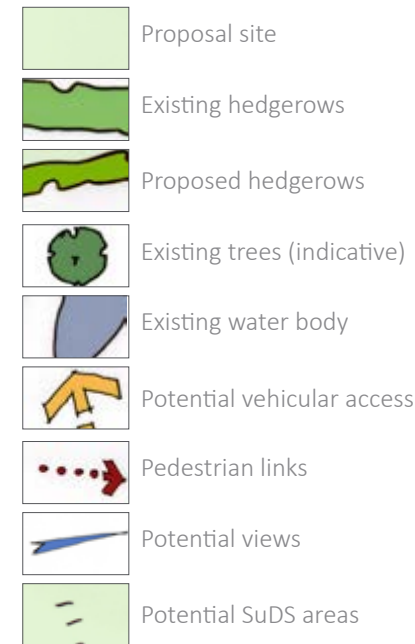 Proposal site
Existing hedgerows
Proposed hedgerows
Existing trees (indicative)
Existing water body
Potential vehicular access
Pedestrian links
Potential views
Potential SuDS areas